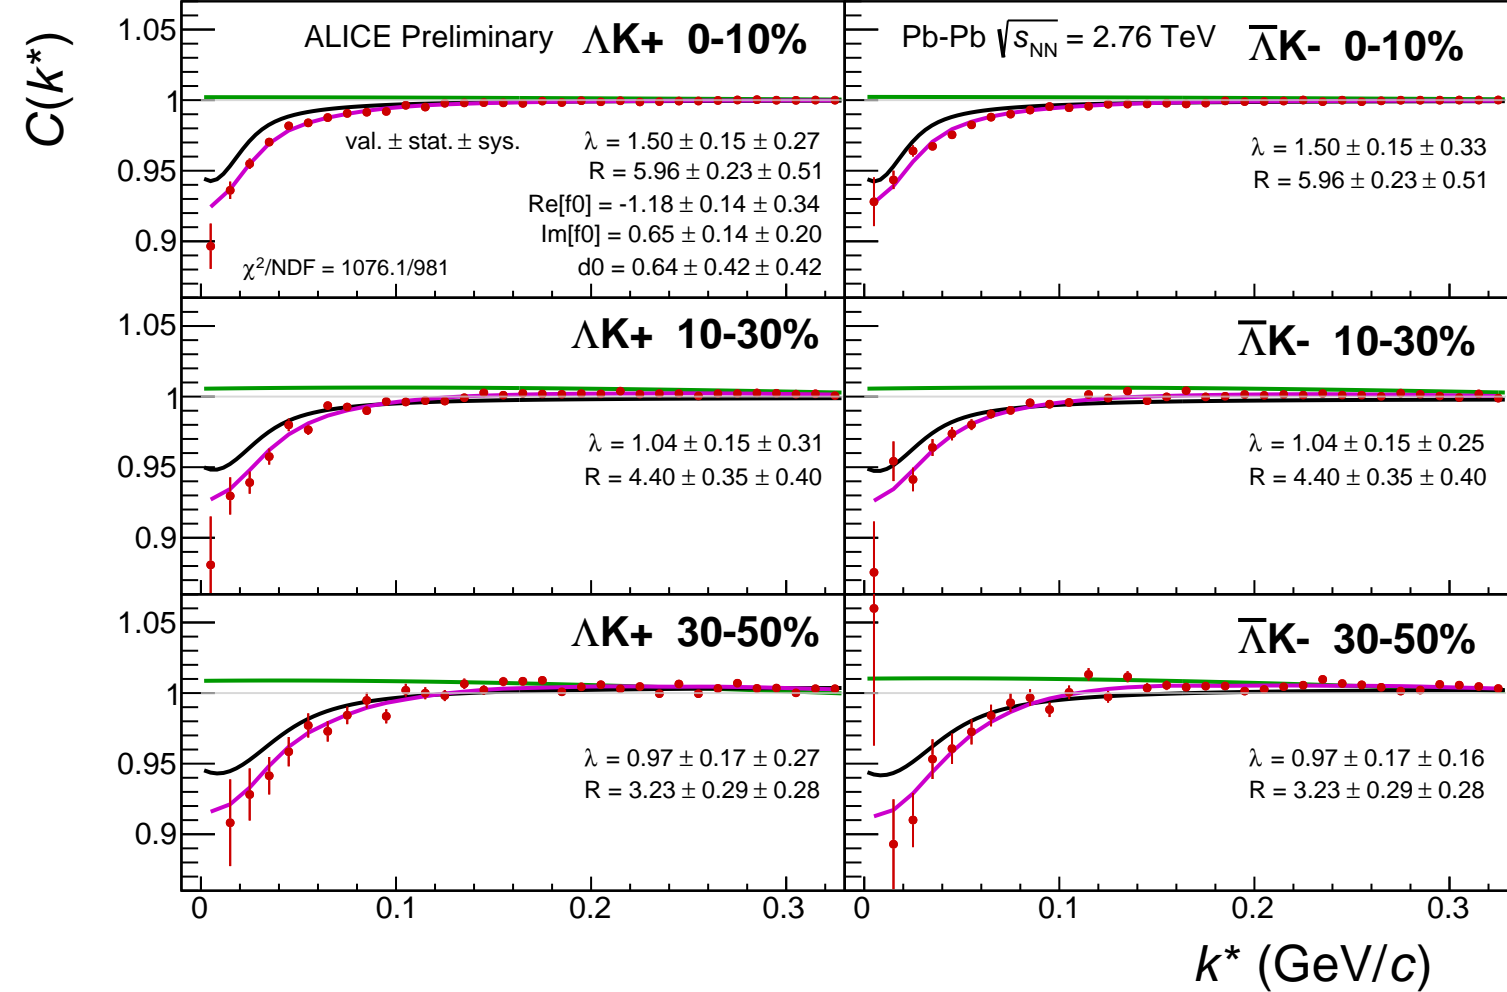 C(k*)
1.05
1
0.95
0.9
ALICE Preliminary ΛK+ 0-10%
val. ± stat. ± sys.
λ = 1.50 ± 0.15 ± 0.27
R = 5.96 ± 0.23 ± 0.51
Re[f0] = -1.18 ± 0.14 ± 0.34
Im[f0] = 0.65 ± 0.14 ± 0.20
χ²/NDF = 1076.1/981
d0 = 0.64 ± 0.42 ± 0.42
Pb-Pb √sNN = 2.76 TeV Λ̅K- 0-10%
λ = 1.50 ± 0.15 ± 0.33
R = 5.96 ± 0.23 ± 0.51
1.05
1
0.95
0.9
ΛK+ 10-30%
λ = 1.04 ± 0.15 ± 0.31
R = 4.40 ± 0.35 ± 0.40
Λ̅K- 10-30%
λ = 1.04 ± 0.15 ± 0.25
R = 4.40 ± 0.35 ± 0.40
1.05
1
0.95
0.9
ΛK+ 30-50%
λ = 0.97 ± 0.17 ± 0.27
R = 3.23 ± 0.29 ± 0.28
Λ̅K- 30-50%
λ = 0.97 ± 0.17 ± 0.16
R = 3.23 ± 0.29 ± 0.28
0 0.1 0.2 0.3 0 0.1 0.2 0.3
k* (GeV/c)